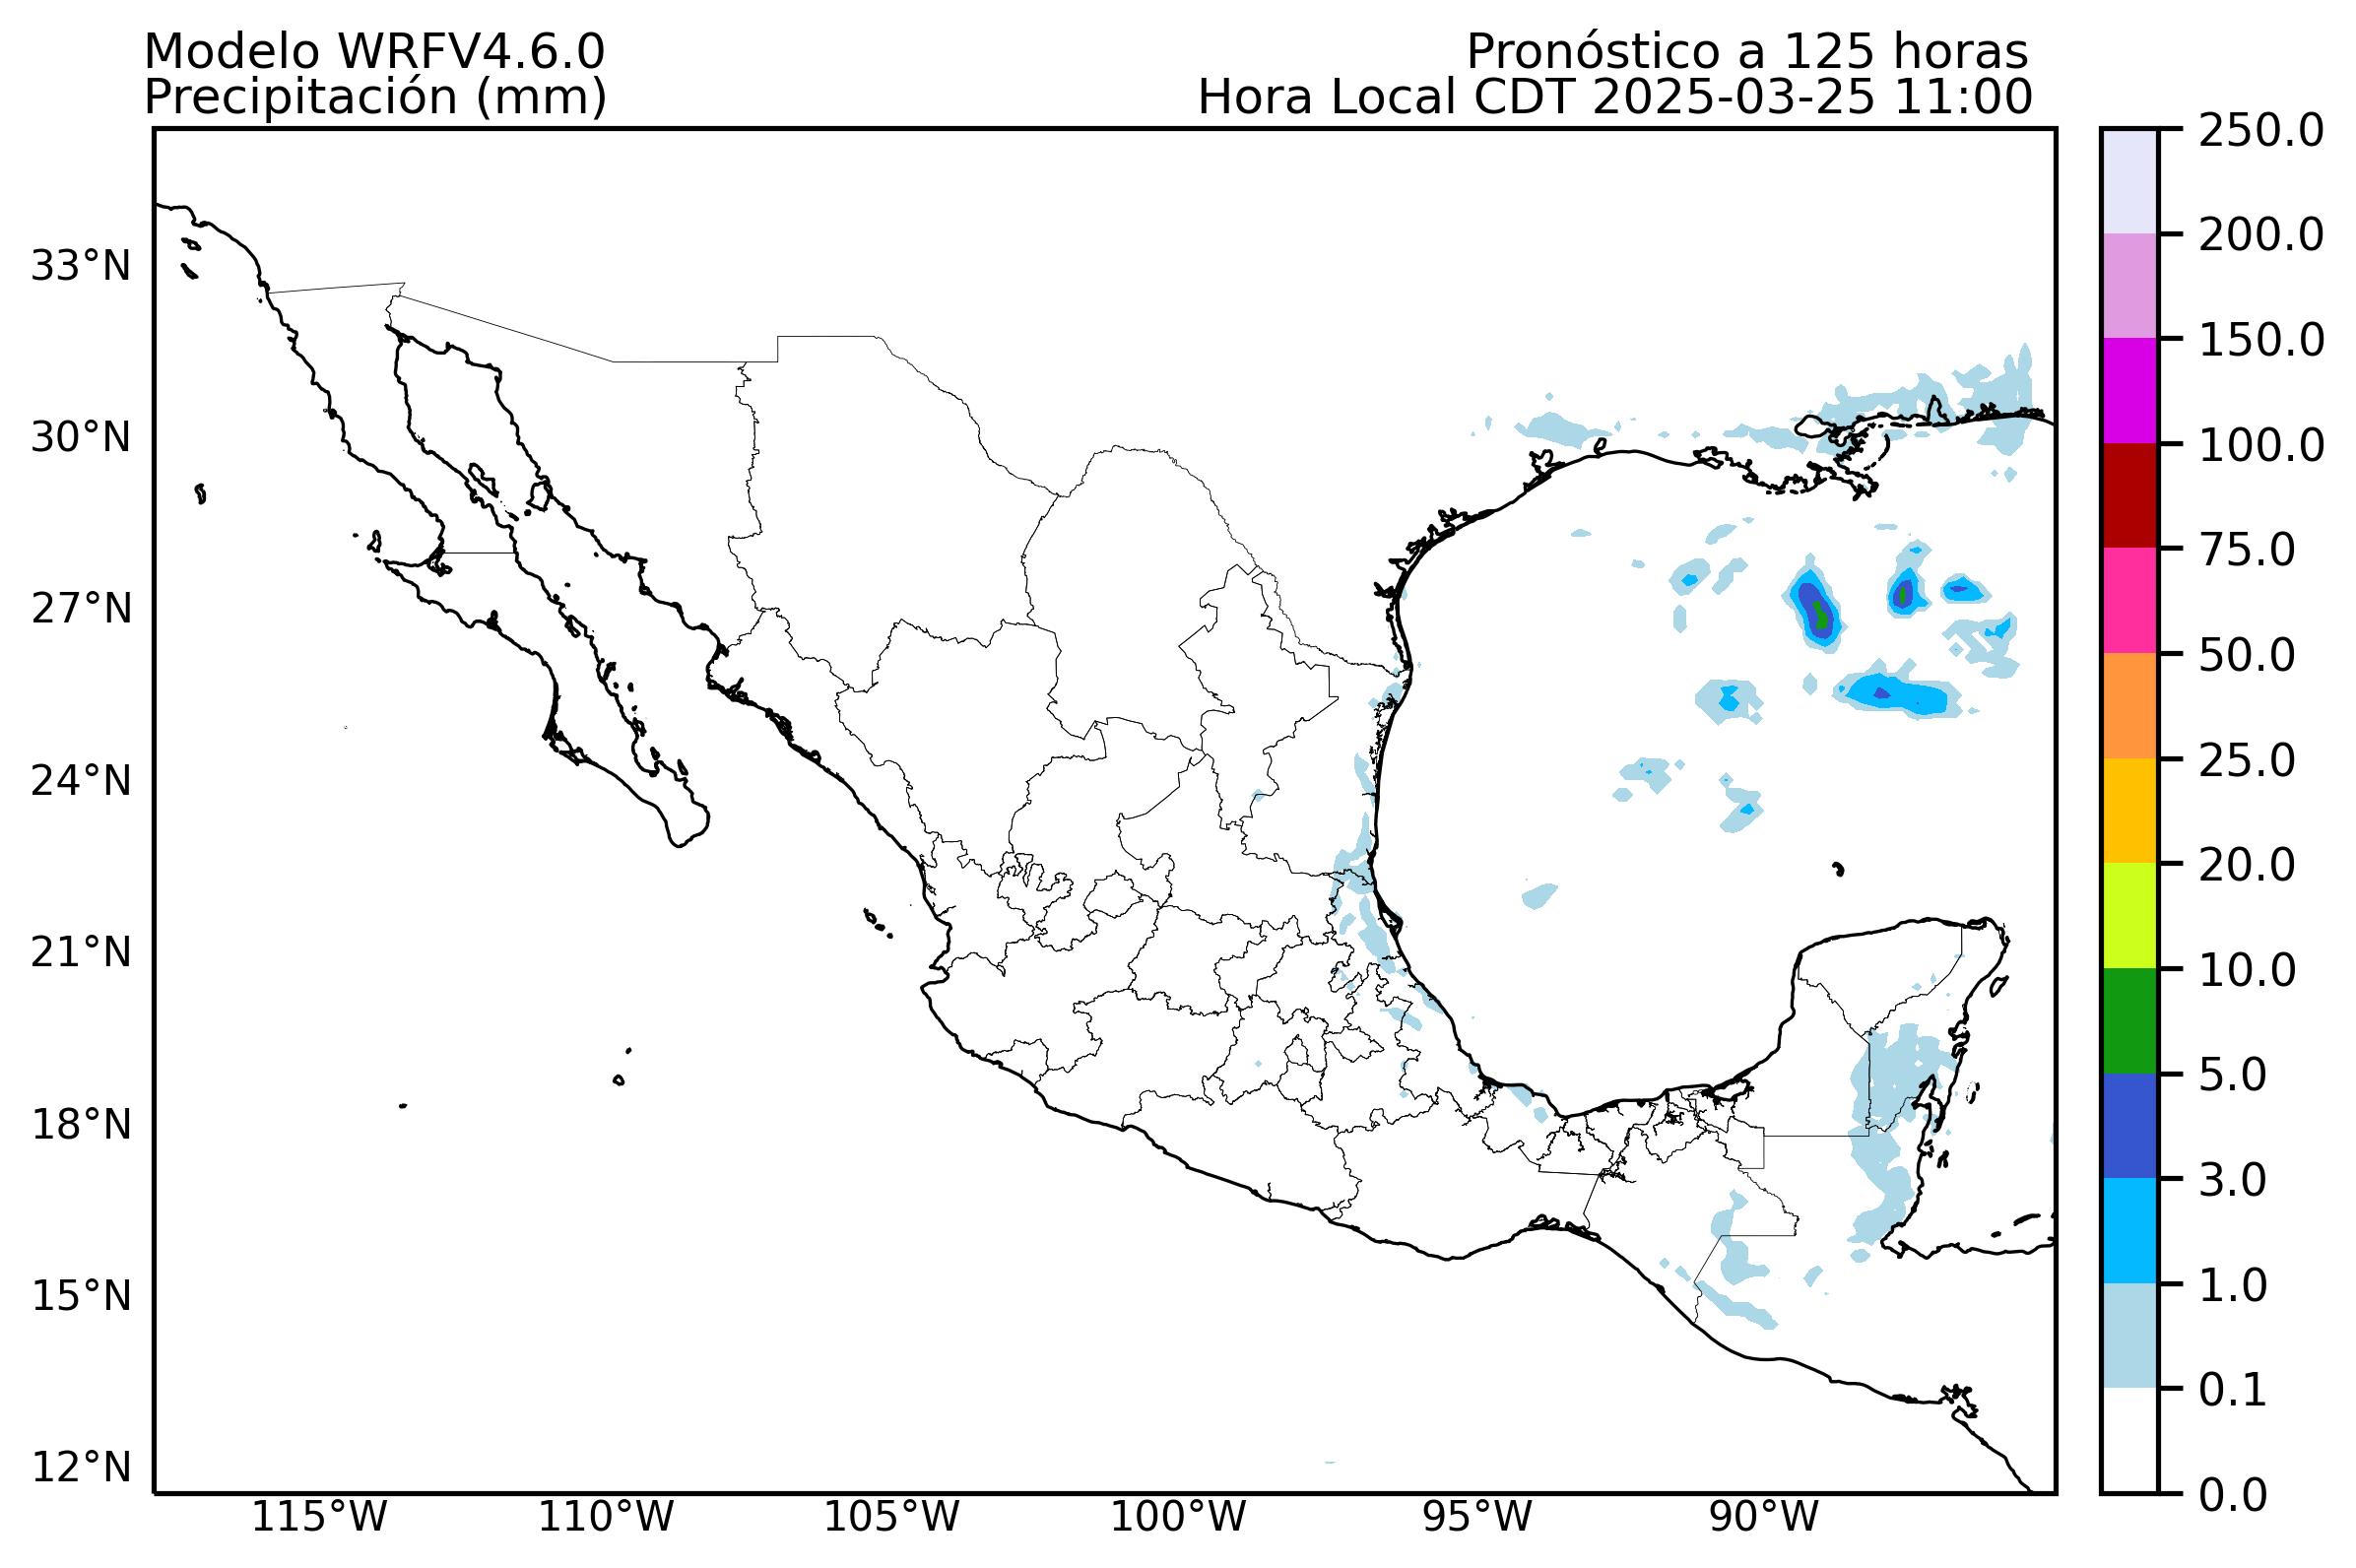 Modelo WRFV4.6.0
Precipitación (mm)
Pronóstico a 125 horas
Hora Local CDT 2025-03-25 11:00
33°N
30°N
27°N
24°N
21°N
18°N
15°N
12°N
115°W
110°W
105°W
100°W
95°W
90°W
250.0
200.0
150.0
100.0
75.0
50.0
25.0
20.0
10.0
5.0
3.0
1.0
0.1
0.0